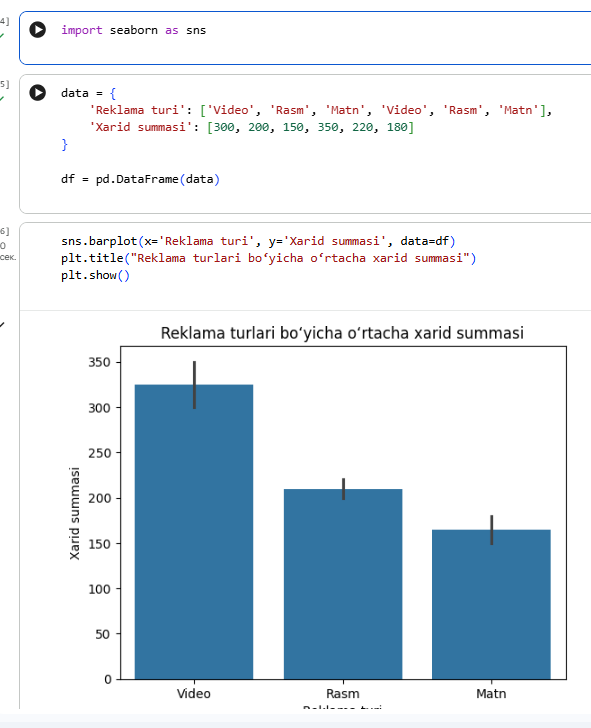 4]
import seaborn as sns
5]
data = {
    'Reklama turi': ['Video', 'Rasm', 'Matn', 'Video', 'Rasm', 'Matn'],
    'Xarid summasi': [300, 200, 150, 350, 220, 180]
}
df = pd.DataFrame(data)
6]
0
сек.
sns.barplot(x='Reklama turi', y='Xarid summasi', data=df)
plt.title("Reklama turlari bo‘yicha o‘rtacha xarid summasi")
plt.show()
Reklama turlari bo‘yicha o‘rtacha xarid summasi
Xarid summasi
350
300
250
200
150
100
50
0
Video Rasm Matn
Reklama turi